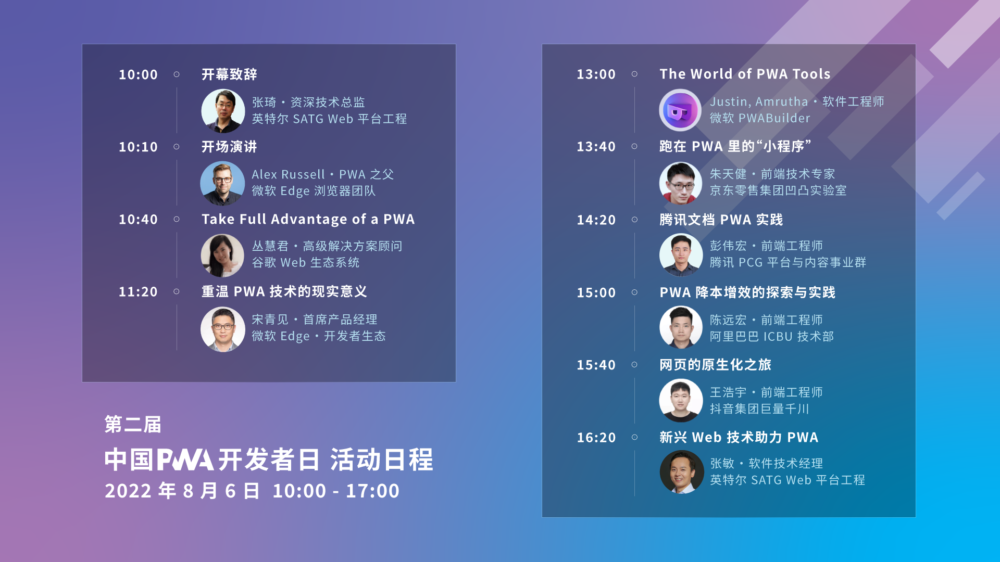 10:00 开幕致辞
张琦·资深技术总监
英特尔 SATG Web 平台工程
10:10 开场演讲
Alex Russell·PWA 之父
微软 Edge 浏览器团队
10:40 Take Full Advantage of a PWA
丛慧君·高级解决方案顾问
谷歌 Web 生态系统
11:20 重温 PWA 技术的现实意义
宋青见·首席产品经理
微软 Edge·开发者生态
第二届
中国PWA开发者日 活动日程
2022 年 8 月 6 日 10:00 - 17:00
13:00 The World of PWA Tools
Justin, Amrutha·软件工程师
微软 PWABuilder
13:40 跑在 PWA 里的“小程序”
朱天健·前端技术专家
京东零售集团凹凸实验室
14:20 腾讯文档 PWA 实践
彭伟宏·前端工程师
腾讯 PCG 平台与内容事业群
15:00 PWA 降本增效的探索与实践
陈远宏·前端工程师
阿里巴巴 ICBU 技术部
15:40 网页的原生化之旅
王浩宇·前端工程师
抖音集团巨量千川
16:20 新兴 Web 技术助力 PWA
张敏·软件技术经理
英特尔 SATG Web 平台工程